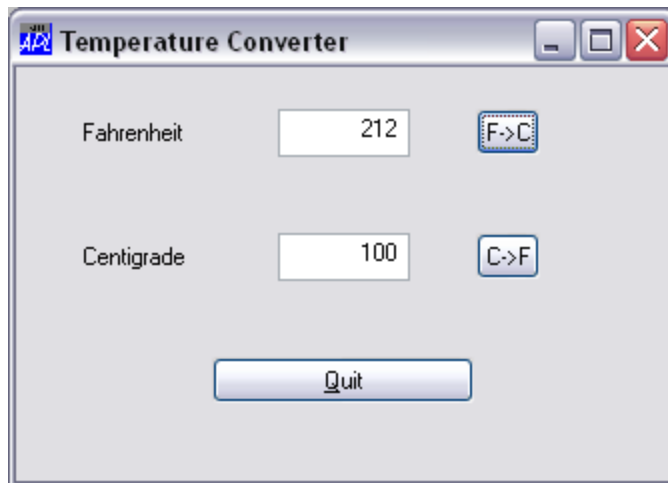 Temperature Converter
Fahrenheit 212 F->C
Centigrade 100 C->F
Quit